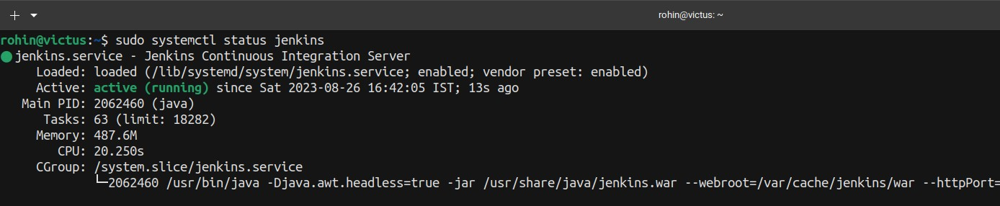 rohin@victus: ~
rohin@victus:~$ sudo systemctl status jenkins
jenkins.service - Jenkins Continuous Integration Server
Loaded: loaded (/lib/systemd/system/jenkins.service; enabled; vendor preset: enabled)
Active: active (running) since Sat 2023-08-26 16:42:05 IST; 13s ago
Main PID: 2062460 (java)
Tasks: 63 (limit: 18282)
Memory: 487.6M
CPU: 20.250s
CGroup: /system.slice/jenkins.service
└─2062460 /usr/bin/java -Djava.awt.headless=true -jar /usr/share/java/jenkins.war --webroot=/var/cache/jenkins/war --httpPort=